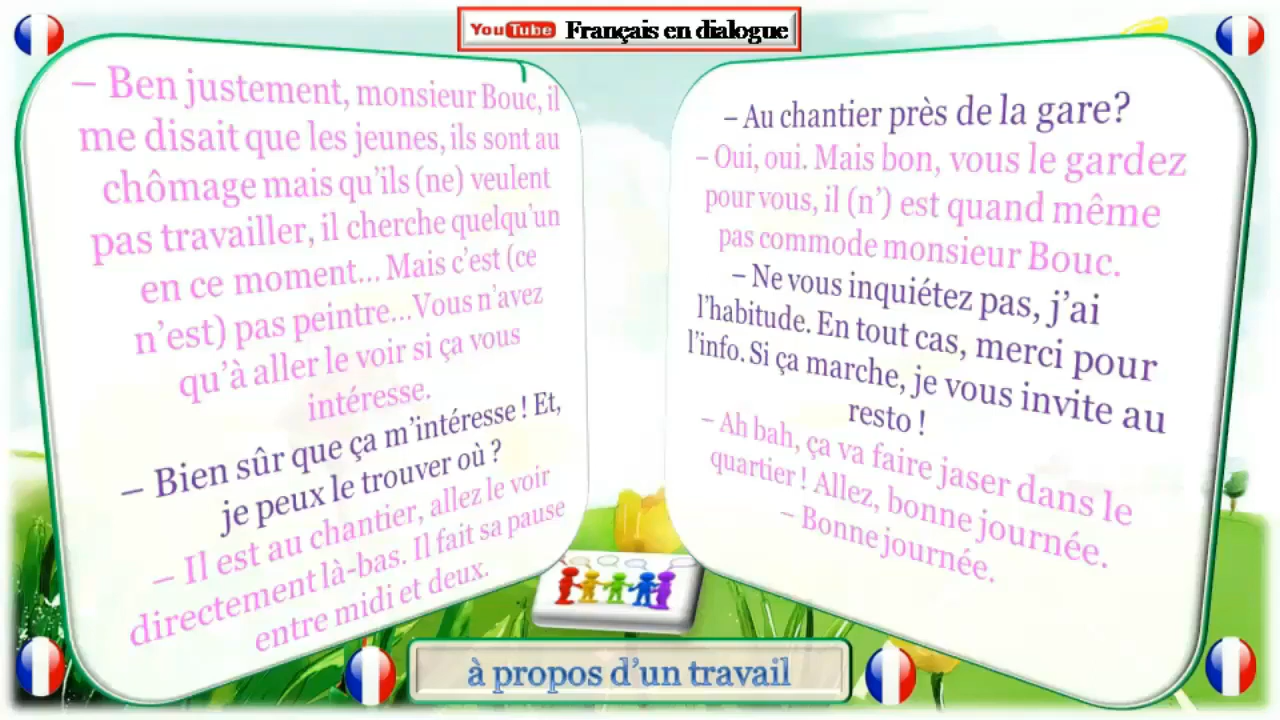 YouTube Français en dialogue
– Ben justement, monsieur Bouc, il
me disait que les jeunes, ils sont au
chômage mais qu’ils (ne) veulent
pas travailler, il cherche quelqu’un
en ce moment... Mais c’est (ce
n’est) pas peintre...Vous n’avez
qu’à aller le voir si ça vous
intéresse.
– Bien sûr que ça m’intéresse ! Et,
je peux le trouver où ?
– Il est au chantier, allez le voir
directement là-bas. Il fait sa pause
entre midi et deux.
– Au chantier près de la gare?
– Oui, oui. Mais bon, vous le gardez
pour vous, il (n’) est quand même
pas commode monsieur Bouc.
– Ne vous inquiétez pas, j’ai
l’habitude. En tout cas, merci pour
l’info. Si ça marche, je vous invite au
resto !
– Ah bah, ça va faire jaser dans le
quartier ! Allez, bonne journée.
– Bonne journée.
à propos d’un travail